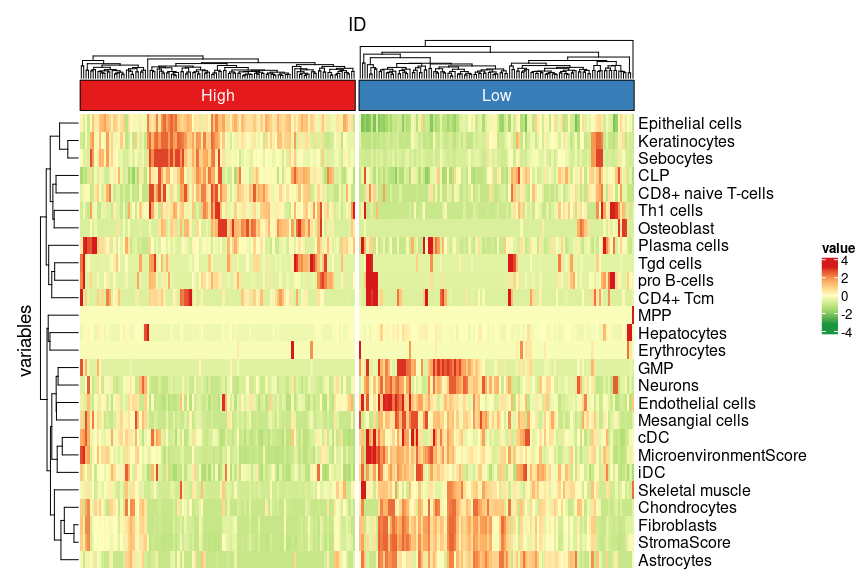 ID
High
Low
Epithelial cells
Keratinocytes
Sebocytes
CLP
CD8+ naive T-cells
Th1 cells
Osteoblast
Plasma cells
Tgd cells
pro B-cells
CD4+ Tcm
MPP
Hepatocytes
Erythrocytes
GMP
Neurons
Endothelial cells
Mesangial cells
cDC
MicroenvironmentScore
iDC
Skeletal muscle
Chondrocytes
Fibroblasts
StromaScore
Astrocytes
variables
value
4
2
0
-2
-4